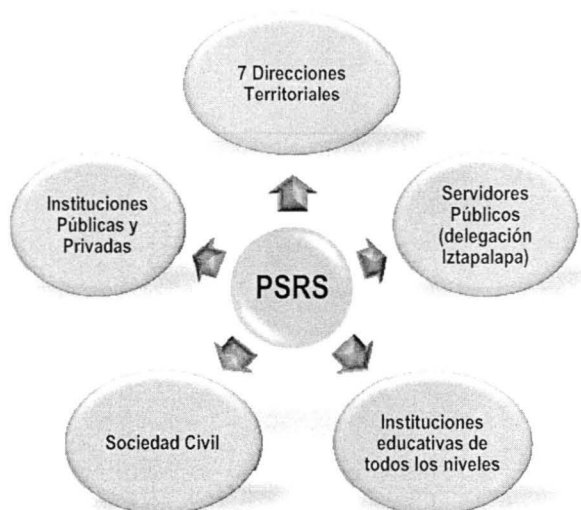 7 Direcciones
Territoriales
Instituciones
Públicas y
Privadas
Servidores
Públicos
(delegación
Iztapalapa)
PSRS
Sociedad Civil
Instituciones
educativas de
todos los niveles